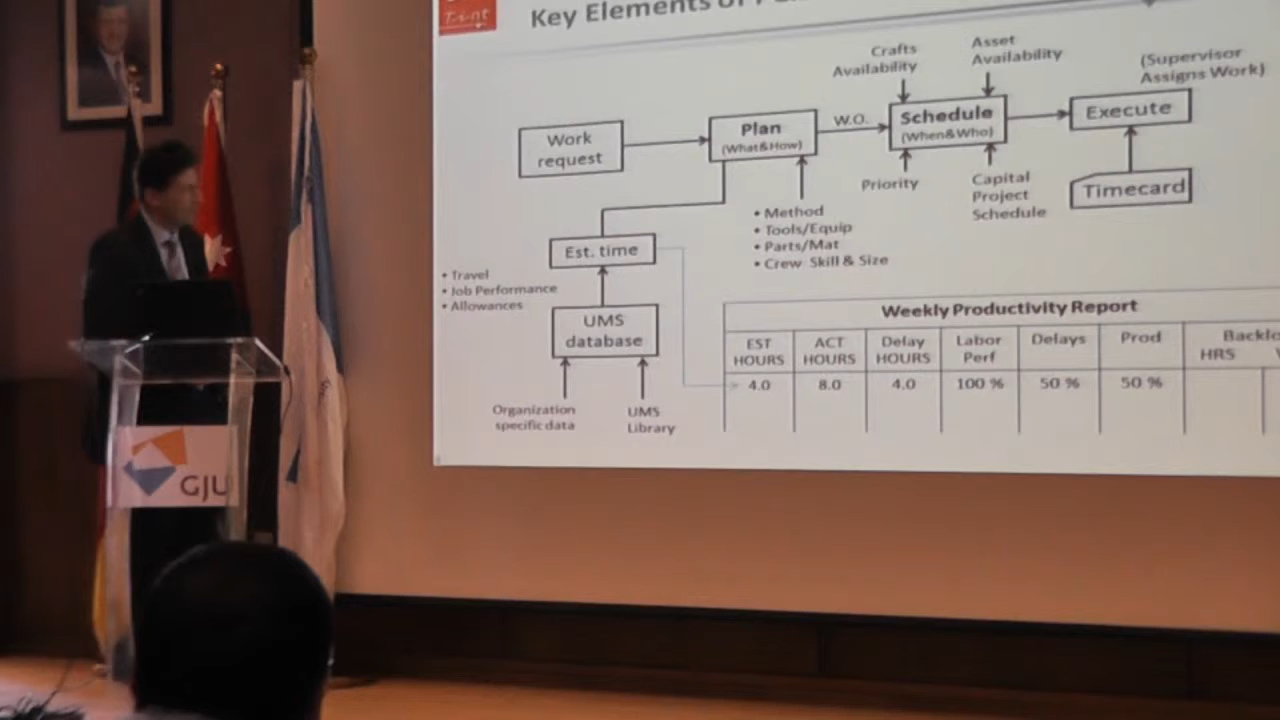 Tint
Key Elements of
Crafts
Availability
Asset
Availability
(Supervisor
Assigns Work)
Work
request
Plan
(What&How)
W.O.
Schedule
(When&Who)
Execute
Priority
Capital
Project
Schedule
Timecard
• Method
• Tools/Equip
• Parts/Mat
• Crew Skill & Size
Est. time
• Travel
• Job Performance
• Allowances
UMS
database
Organization
specific data
UMS
Library
Weekly Productivity Report
EST
HOURS
ACT
HOURS
Delay
HOURS
Labor
Perf
Delays
Prod
HRS
4.0
8.0
4.0
100 %
50 %
50 %
GJU